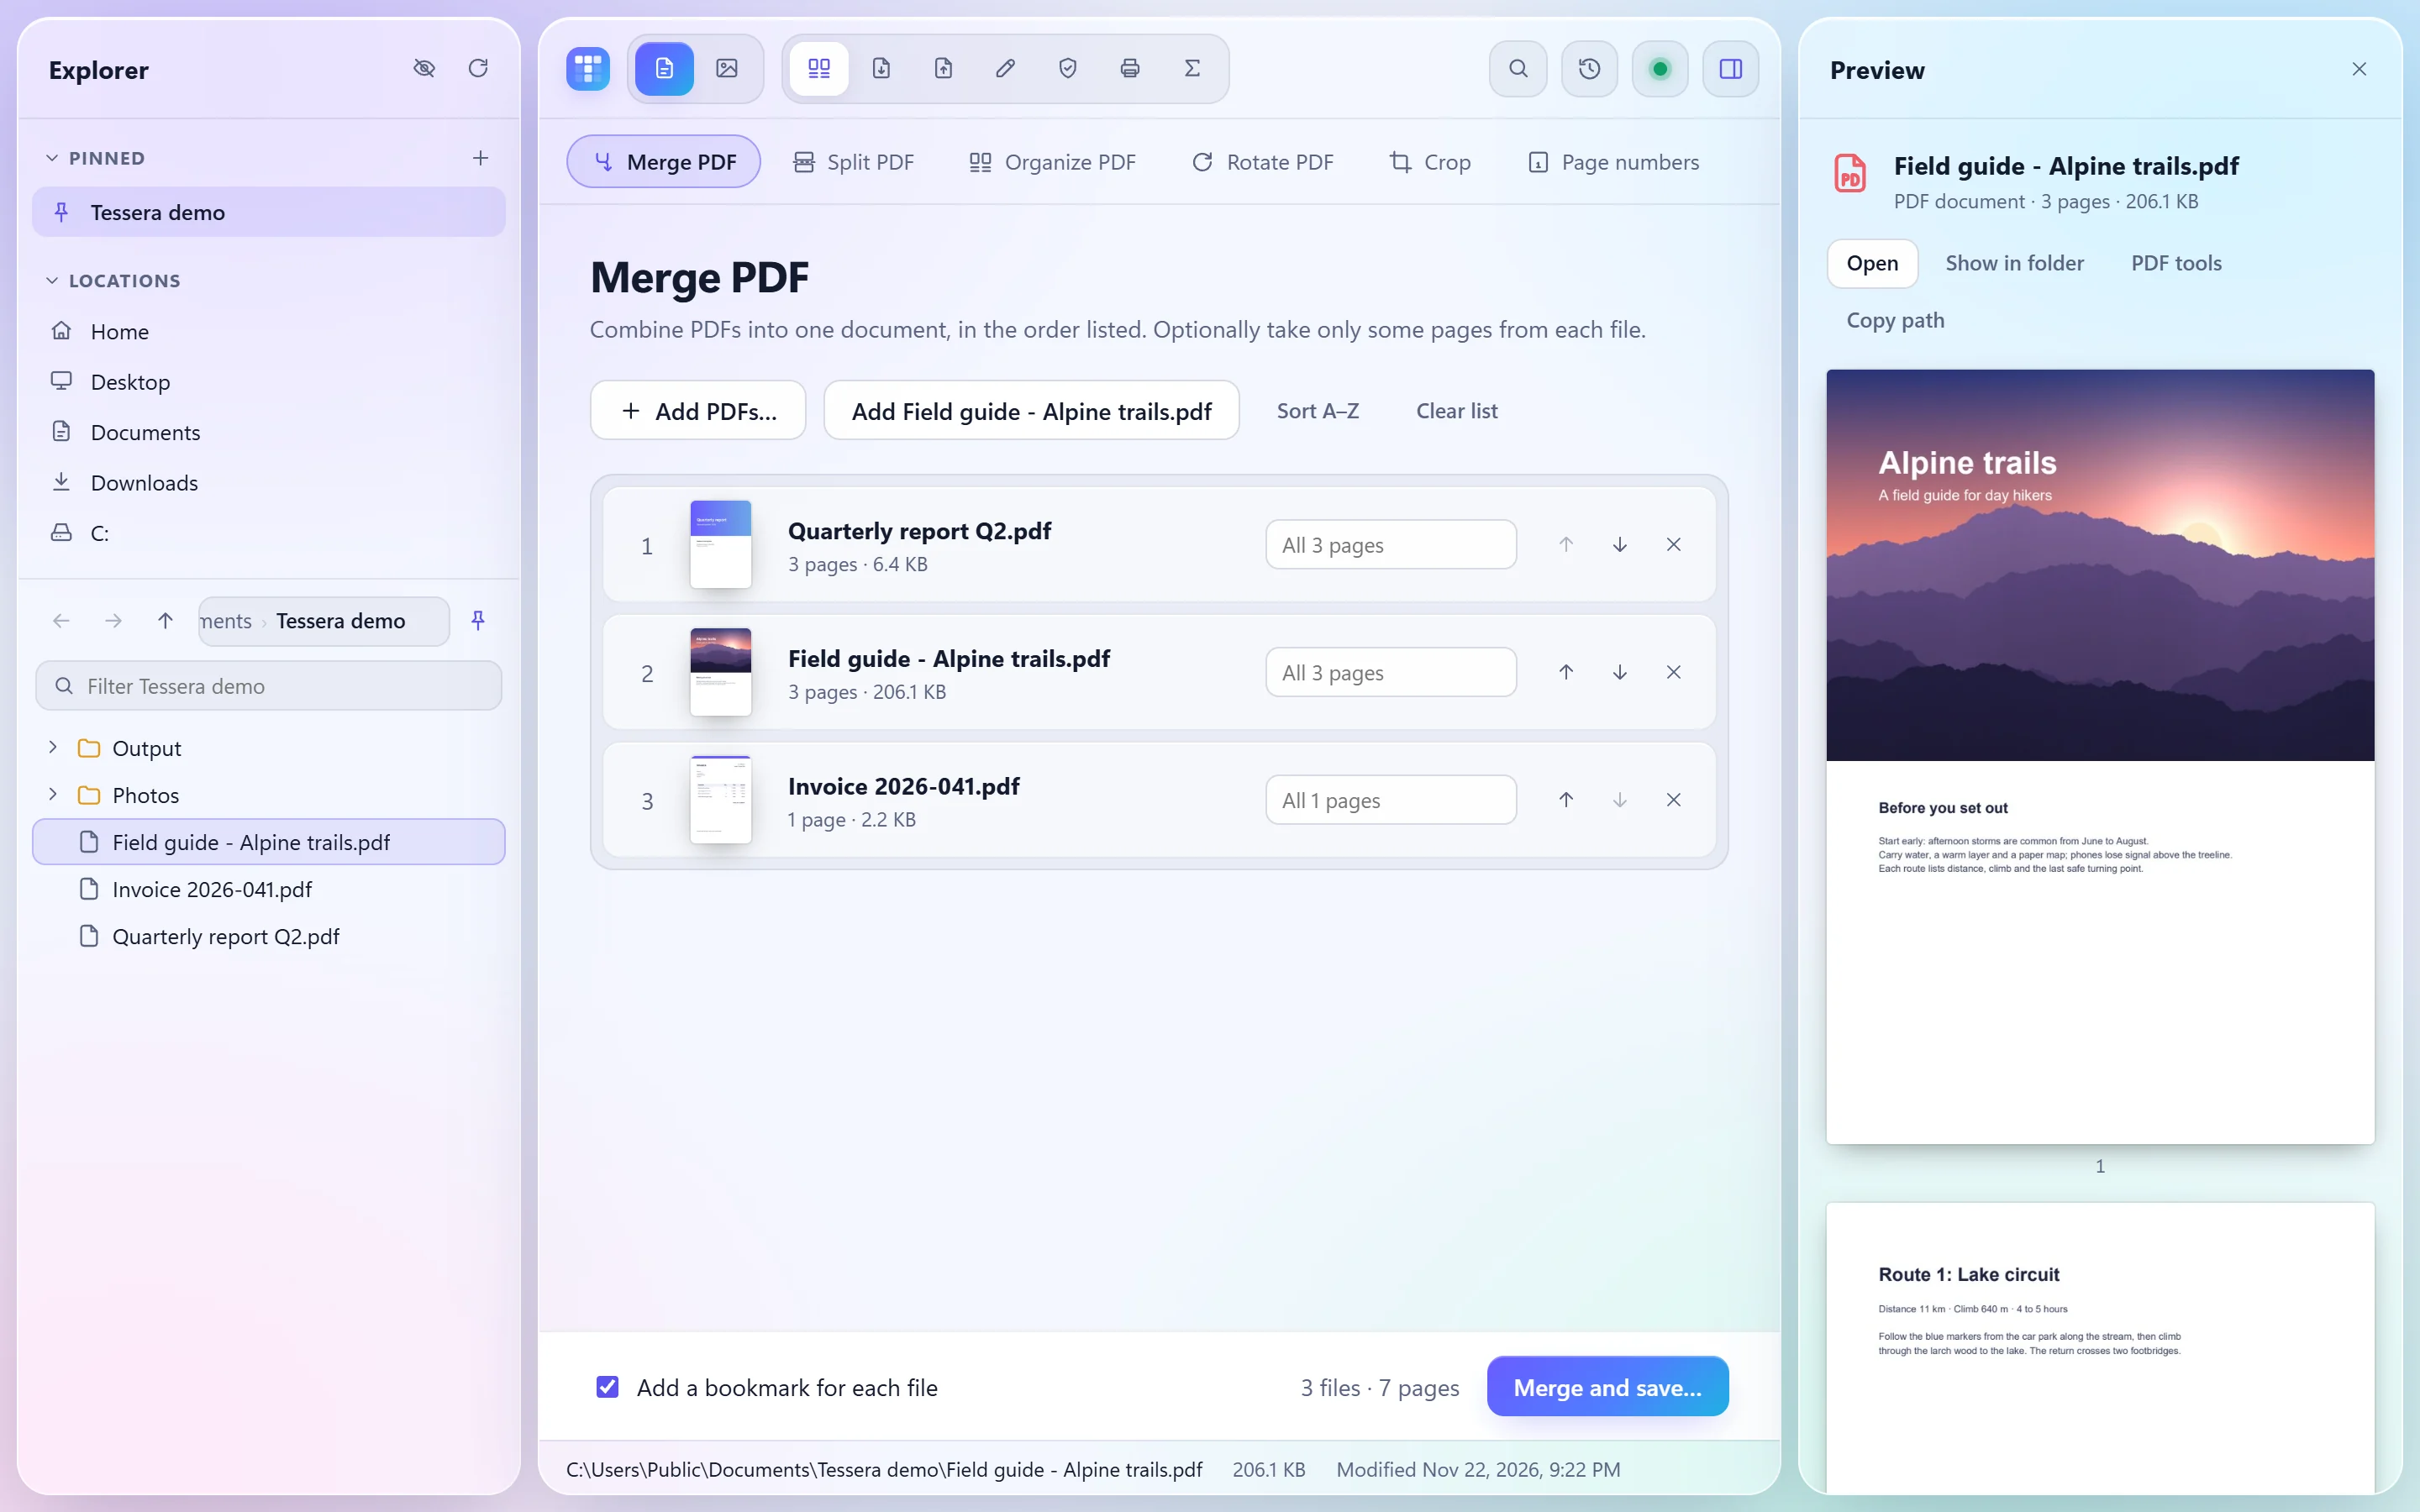 Explorer
PINNED
Tessera demo
LOCATIONS
Home
Desktop
Documents
Downloads
C:
ments › Tessera demo
Filter Tessera demo
Output
Photos
Field guide - Alpine trails.pdf
Invoice 2026-041.pdf
Quarterly report Q2.pdf
Merge PDF
Split PDF
Organize PDF
Rotate PDF
Crop
Page numbers
Merge PDF
Combine PDFs into one document, in the order listed. Optionally take only some pages from each file.
Add PDFs...
Add Field guide - Alpine trails.pdf
Sort A–Z
Clear list
1
Quarterly report
Quarterly report Q2.pdf
3 pages · 6.4 KB
All 3 pages
2
Field guide - Alpine trails.pdf
3 pages · 206.1 KB
All 3 pages
3
Invoice 2026-041.pdf
1 page · 2.2 KB
All 1 pages
Add a bookmark for each file
3 files · 7 pages
Merge and save...
C:\Users\Public\Documents\Tessera demo\Field guide - Alpine trails.pdf
206.1 KB
Modified Nov 22, 2026, 9:22 PM
Preview
PD
Field guide - Alpine trails.pdf
PDF document · 3 pages · 206.1 KB
Open
Show in folder
PDF tools
Copy path
Alpine trails
A field guide for day hikers
Before you set out
Start early: afternoon storms are common from June to August.
Carry water, a warm layer and a paper map; phones lose signal above the treeline.
Each route lists distance, climb and the last safe turning point.
1
Route 1: Lake circuit
Distance 11 km · Climb 640 m · 4 to 5 hours
Follow the blue markers from the car park along the stream, then climb
through the larch wood to the lake. The return crosses two footbridges.